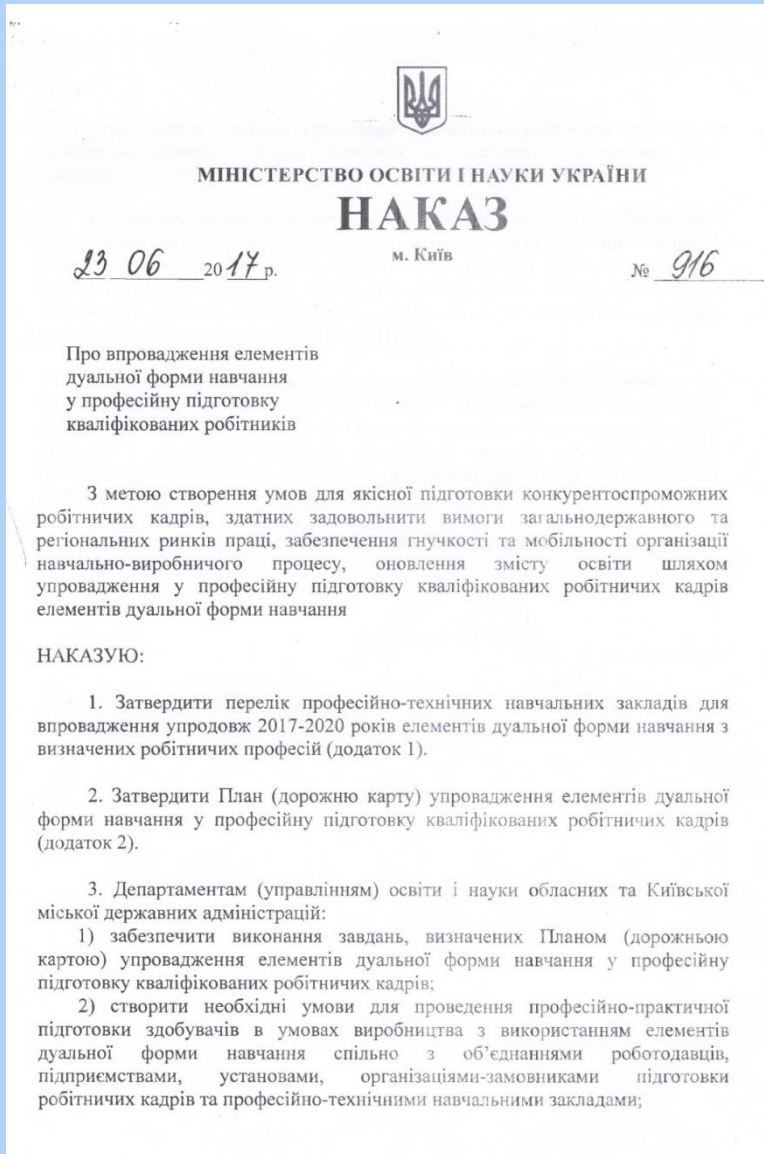 МІНІСТЕРСТВО ОСВІТИ І НАУКИ УКРАЇНИ
НАКАЗ
23 06 2017 р. м. Київ № 916
Про впровадження елементів
дуальної форми навчання
у професійну підготовку
кваліфікованих робітників
З метою створення умов для якісної підготовки конкурентоспроможних
робітничих кадрів, здатних задовольнити вимоги загальнодержавного та
регіональних ринків праці, забезпечення гнучкості та мобільності організації
навчально-виробничого процесу, оновлення змісту освіти шляхом
упровадження у професійну підготовку кваліфікованих робітничих кадрів
елементів дуальної форми навчання
НАКАЗУЮ:
1. Затвердити перелік професійно-технічних навчальних закладів для
впровадження упродовж 2017-2020 років елементів дуальної форми навчання з
визначених робітничих професій (додаток 1).
2. Затвердити План (дорожню карту) упровадження елементів дуальної
форми навчання у професійну підготовку кваліфікованих робітничих кадрів
(додаток 2).
3. Департаментам (управлінням) освіти і науки обласних та Київської
міської державних адміністрацій:
1) забезпечити виконання завдань, визначених Планом (дорожньою
картою) упровадження елементів дуальної форми навчання у професійну
підготовку кваліфікованих робітничих кадрів;
2) створити необхідні умови для проведення професійно-практичної
підготовки здобувачів в умовах виробництва з використанням елементів
дуальної форми навчання спільно з об’єднаннями роботодавців,
підприємствами, установами, організаціями-замовниками підготовки
робітничих кадрів та професійно-технічними навчальними закладами;